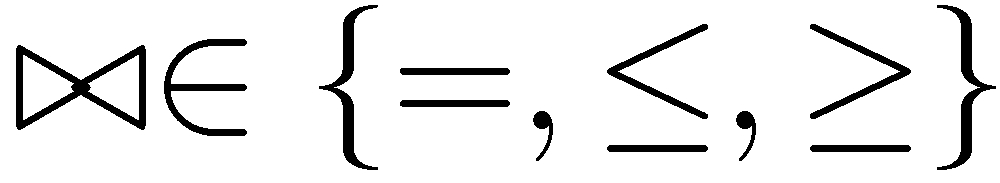 ⋈∈ {=, ≤, ≥}